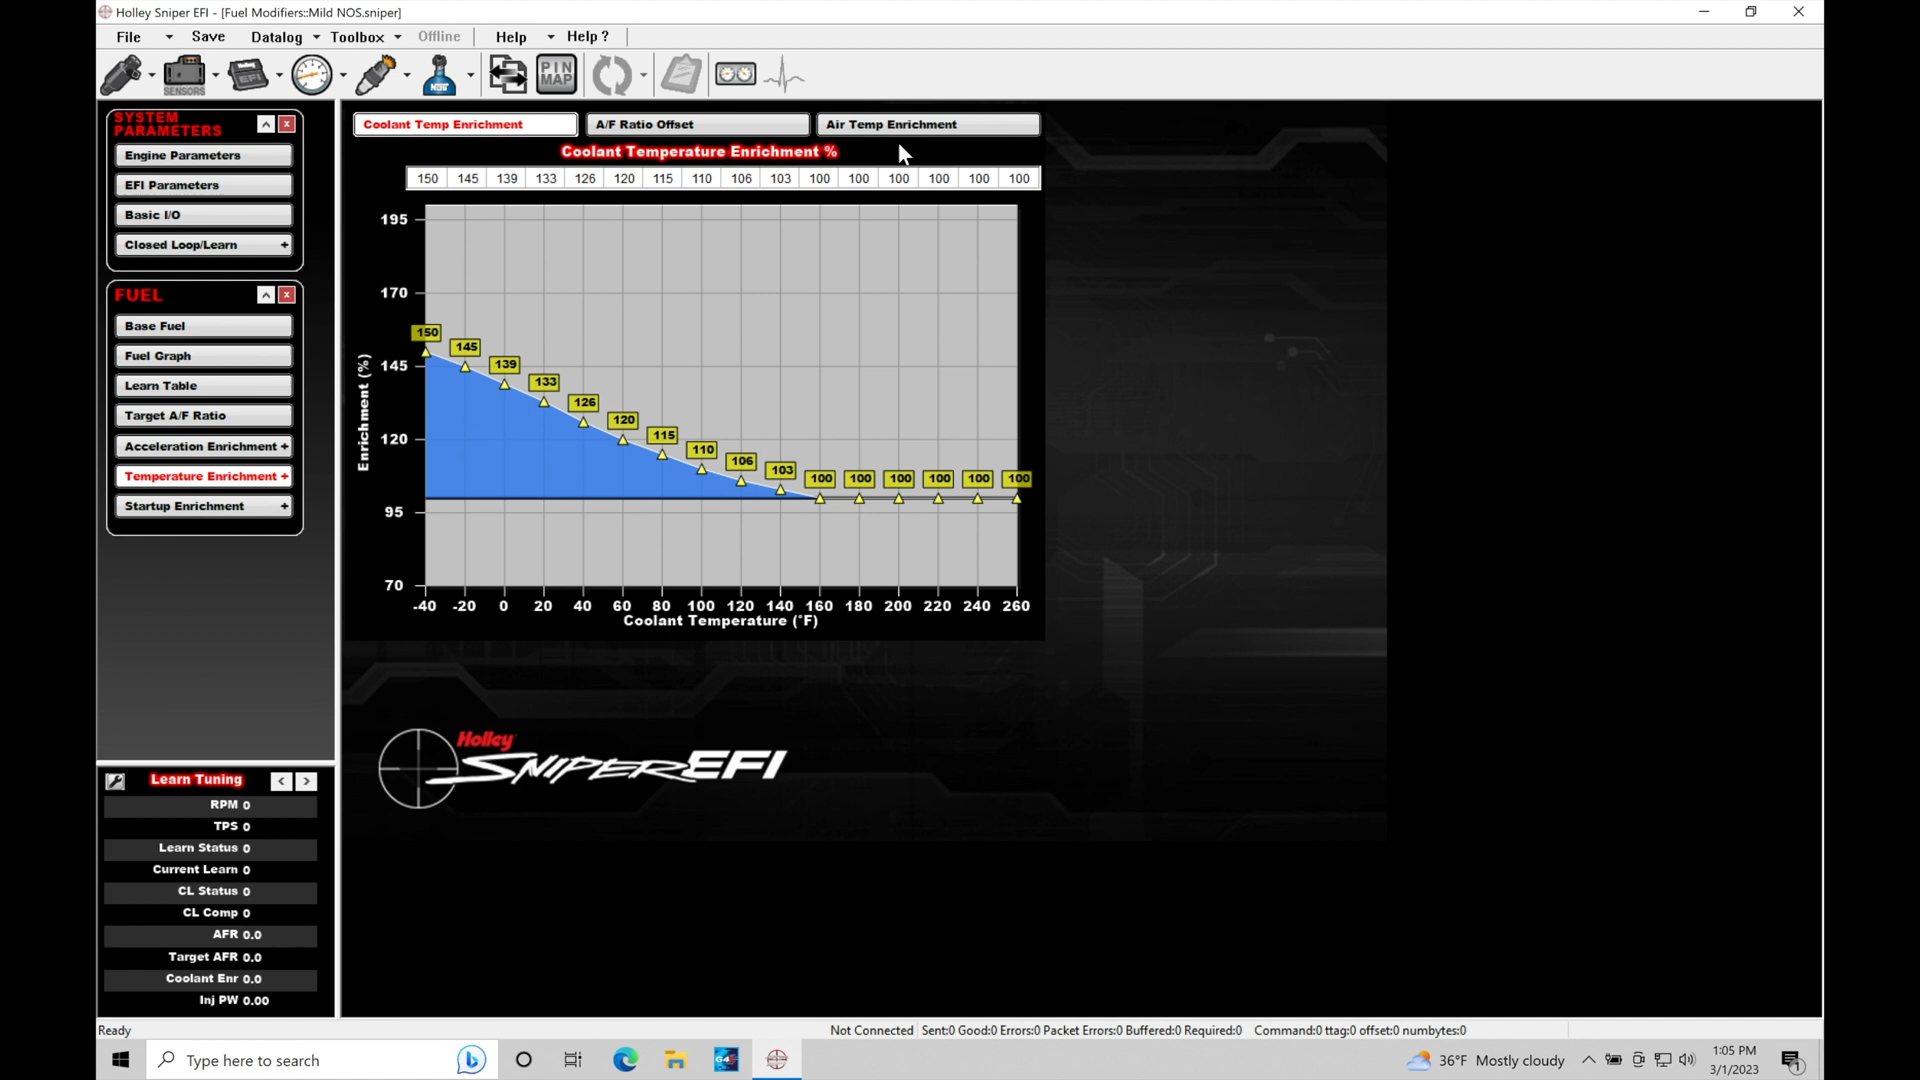 Holley Sniper EFI - [Fuel Modifiers::Mild NOS.sniper]
File Save Datalog Toolbox Offline Help Help ?
SENSORS EFI NOS PIN MAP
SYSTEM PARAMETERS
Engine Parameters
EFI Parameters
Basic I/O
Closed Loop/Learn +
FUEL
Base Fuel
Fuel Graph
Learn Table
Target A/F Ratio
Acceleration Enrichment +
Temperature Enrichment +
Startup Enrichment +
Coolant Temp Enrichment A/F Ratio Offset Air Temp Enrichment
Coolant Temperature Enrichment %
150 145 139 133 126 120 115 110 106 103 100 100 100 100 100 100
195
170
145
120
95
70
Enrichment (%)
150 145 139 133 126 120 115 110 106 103 100 100 100 100 100 100
-40 -20 0 20 40 60 80 100 120 140 160 180 200 220 240 260
Coolant Temperature (°F)
Holley
SNIPER EFI
Learn Tuning < >
RPM 0
TPS 0
Learn Status 0
Current Learn 0
CL Status 0
CL Comp 0
AFR 0.0
Target AFR 0.0
Coolant Enr 0.0
Inj PW 0.00
Ready Not Connected Sent:0 Good:0 Errors:0 Packet Errors:0 Buffered:0 Required:0 Command:0 ttag:0 offset:0 numbytes:0
Type here to search
36°F Mostly cloudy
1:05 PM
3/1/2023
1